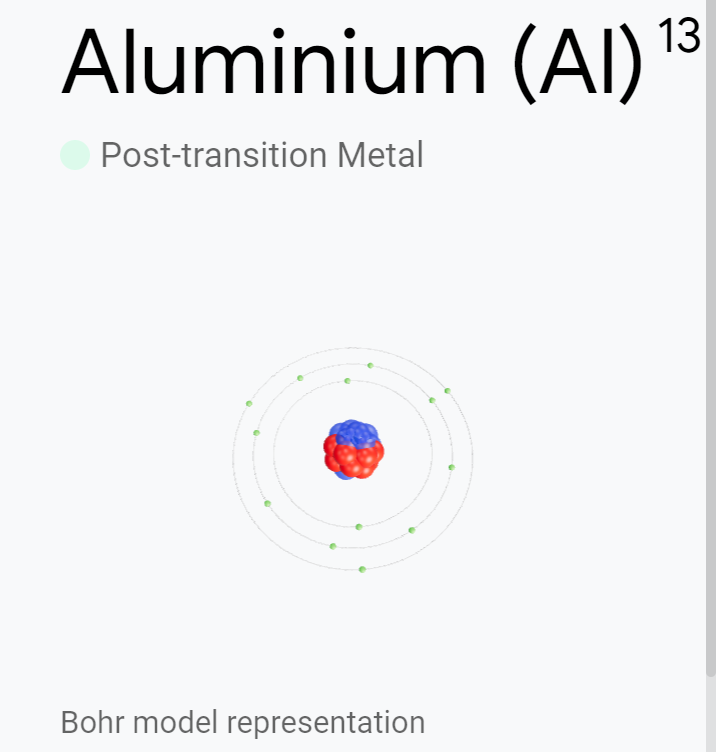 Aluminium (Al) 13
Post-transition Metal
Bohr model representation